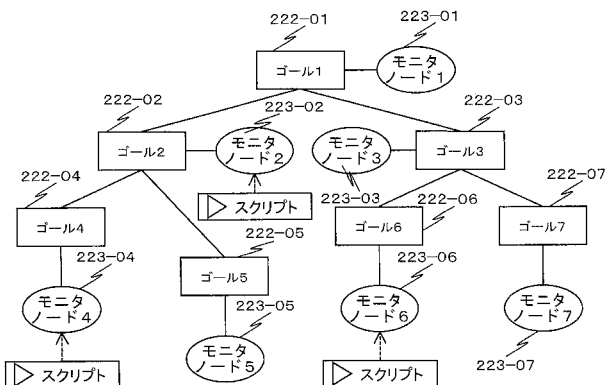 222-01
223-01
ゴール1
モニタ
ノード1
222-02
223-02
222-03
ゴール2
モニタ
ノード2
モニタ
ノード3
ゴール3
222-04
スクリプト
223-03
222-06
222-07
ゴール4
222-05
ゴール6
ゴール7
223-04
ゴール5
223-06
モニタ
ノード4
223-05
モニタ
ノード6
モニタ
ノード7
モニタ
ノード5
スクリプト
スクリプト
223-07